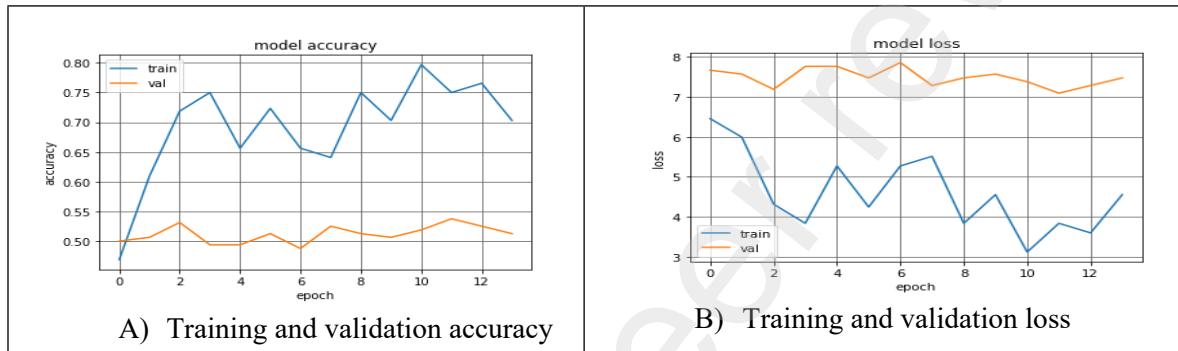 model accuracy
train
val
0.80
0.75
0.70
0.65
0.60
0.55
0.50
accuracy
0 2 4 6 8 10 12
epoch
A) Training and validation accuracy
model loss
8
7
6
5
4
3
loss
train
val
0 2 4 6 8 10 12
epoch
B) Training and validation loss
eer re